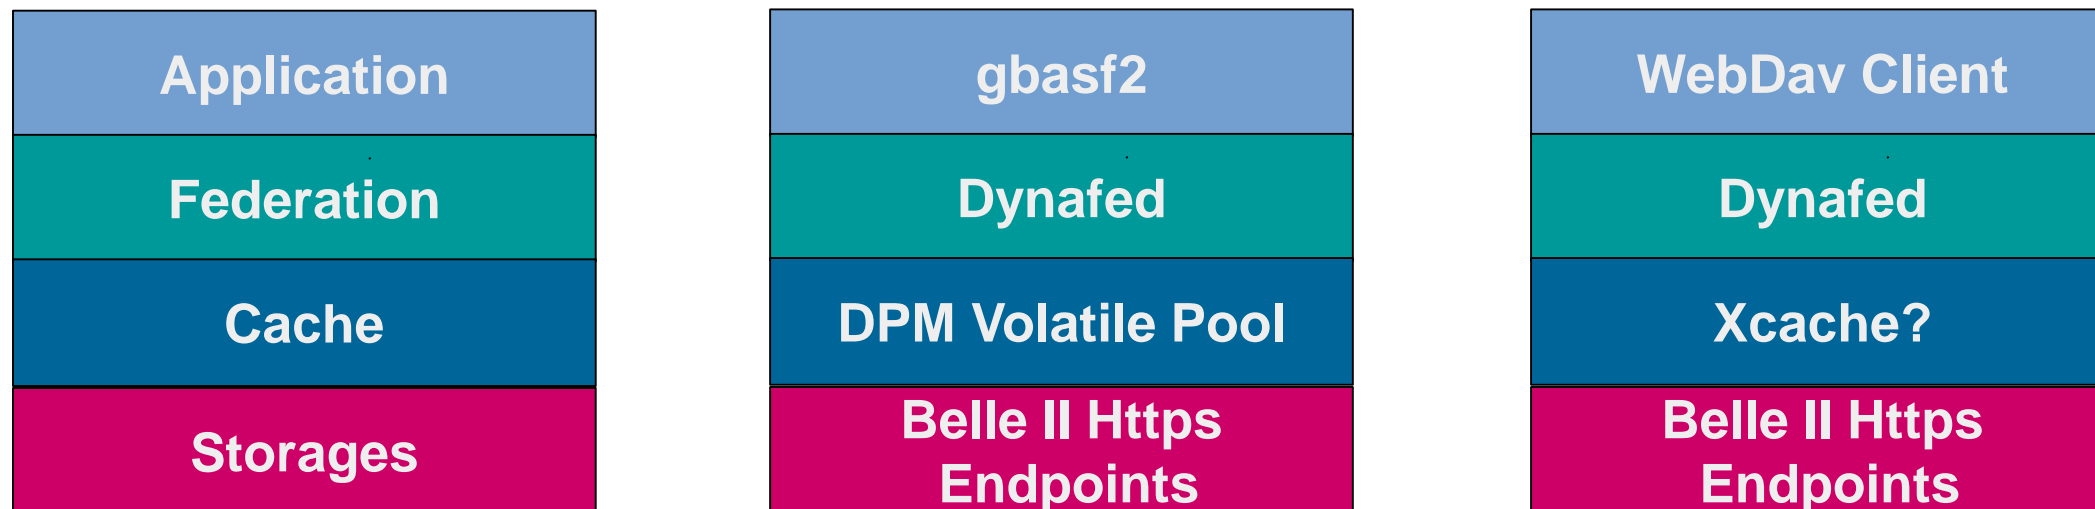 Application
Federation
Cache
Storages
gbasf2
Dynafed
DPM Volatile Pool
Belle II Https
Endpoints
WebDav Client
Dynafed
Xcache?
Belle II Https
Endpoints